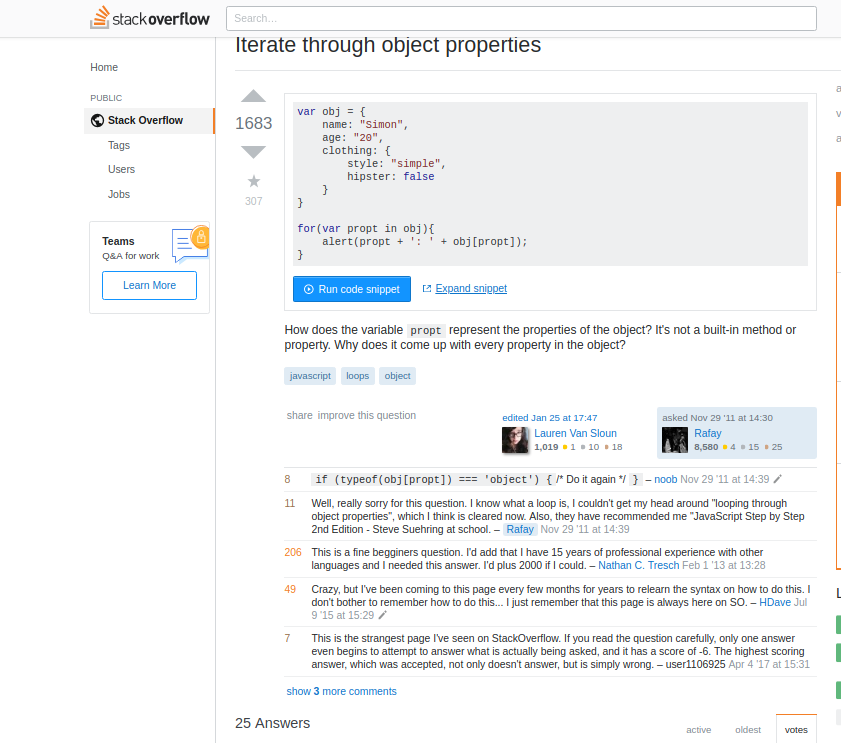 stackoverflow
Search…
Iterate through object properties
Home
PUBLIC
Stack Overflow
Tags
Users
Jobs
Teams
Q&A for work
Learn More
1683
307
var obj = {
    name: "Simon",
    age: "20",
    clothing: {
        style: "simple",
        hipster: false
    }
}

for(var propt in obj){
    alert(propt + ': ' + obj[propt]);
}
Run code snippet
Expand snippet
How does the variable propt represent the properties of the object? It's not a built-in method or
property. Why does it come up with every property in the object?
javascript loops object
share improve this question
edited Jan 25 at 17:47
Lauren Van Sloun
1,019 1 10 18
asked Nov 29 '11 at 14:30
Rafay
8,580 4 15 25
8 if (typeof(obj[propt]) === 'object') { /* Do it again */ } – noob Nov 29 '11 at 14:39
11 Well, really sorry for this question. I know what a loop is, I couldn't get my head around "looping through
object properties", which I think is cleared now. Also, they have recommended me "JavaScript Step by Step
2nd Edition - Steve Suehring at school. – Rafay Nov 29 '11 at 14:39
206 This is a fine begginers question. I'd add that I have 15 years of professional experience with other
languages and I needed this answer. I'd plus 2000 if I could. – Nathan C. Tresch Feb 1 '13 at 13:28
49 Crazy, but I've been coming to this page every few months for years to relearn the syntax on how to do this. I
don't bother to remember how to do this... I just remember that this page is always here on SO. – HDave Jul
9 '15 at 15:29
7 This is the strangest page I've seen on StackOverflow. If you read the question carefully, only one answer
even begins to attempt to answer what is actually being asked, and it has a score of -6. The highest scoring
answer, which was accepted, not only doesn't answer, but is simply wrong. – user1106925 Apr 4 '17 at 15:31
show 3 more comments
25 Answers
active oldest votes